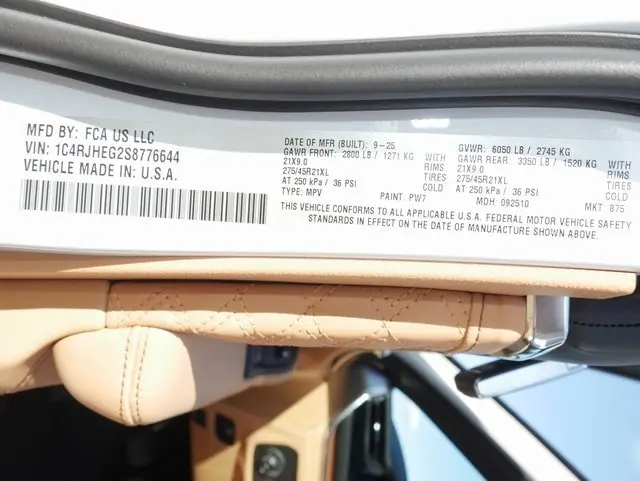 MFD BY: FCA US LLC
VIN: 1C4RJHEG2S8776644
VEHICLE MADE IN: U.S.A.
DATE OF MFR (BUILT): 9-25
GAWR FRONT: 2800 LB / 1271 KG WITH
21X9.0 RIMS
275/45R21XL TIRES
AT 250 kPa / 36 PSI COLD
TYPE: MPV PAINT: PW7
GVWR: 6050 LB / 2745 KG
GAWR REAR: 3350 LB / 1520 KG WITH
21X9.0 RIMS
275/45R21XL TIRES
AT 250 kPa / 36 PSI COLD
MDH: 092510 MKT: 875
THIS VEHICLE CONFORMS TO ALL APPLICABLE U.S.A. FEDERAL MOTOR VEHICLE SAFETY
STANDARDS IN EFFECT ON THE DATE OF MANUFACTURE SHOWN ABOVE.